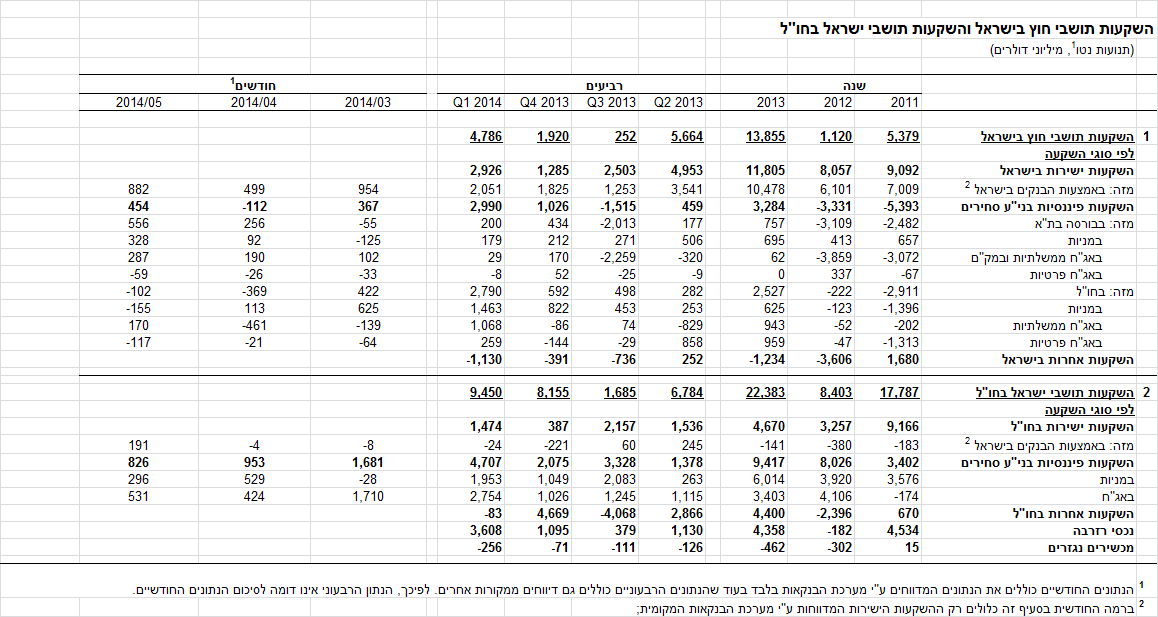 השקעות תושבי חוץ בישראל והשקעות תושבי ישראל בחו"ל
(תנועות נטו1, מיליוני דולרים)
שנה רביעים חודשים1
2011 2012 2013 Q2 2013 Q3 2013 Q4 2013 Q1 2014 2014/03 2014/04 2014/05
1 השקעות תושבי חוץ בישראל 5,379 1,120 13,855 5,664 252 1,920 4,786
לפי סוגי השקעה
השקעות ישירות בישראל 9,092 8,057 11,805 4,953 2,503 1,285 2,926
מזה: באמצעות הבנקים בישראל 2 7,009 6,101 10,478 3,541 1,253 1,825 2,051 954 499 882
השקעות פיננסיות בני"ע סחירים -5,393 -3,331 3,284 459 -1,515 1,026 2,990 367 -112 454
מזה: בבורסה בת"א -2,482 -3,109 757 177 -2,013 434 200 -55 256 556
במניות 657 413 695 506 271 212 179 -125 92 328
באג"ח ממשלתיות ובמק"ם -3,072 -3,859 62 -320 -2,259 170 29 102 190 287
באג"ח פרטיות -67 337 0 -9 -25 52 -8 -33 -26 -59
מזה: בחו"ל -2,911 -222 2,527 282 498 592 2,790 422 -369 -102
במניות -1,396 -123 625 253 453 822 1,463 625 113 -155
באג"ח ממשלתיות -202 -52 943 -829 74 -86 1,068 -139 -461 170
באג"ח פרטיות -1,313 -47 959 858 -29 -144 259 -64 -21 -117
השקעות אחרות בישראל 1,680 -3,606 -1,234 252 -736 -391 -1,130
2 השקעות תושבי ישראל בחו"ל 17,787 8,403 22,383 6,784 1,685 8,155 9,450
לפי סוגי השקעה
השקעות ישירות בחו"ל 9,166 3,257 4,670 1,536 2,157 387 1,474
מזה: באמצעות הבנקים בישראל 2 -183 -380 -141 245 60 -221 -24 -8 -4 191
השקעות פיננסיות בני"ע סחירים 3,402 8,026 9,417 1,378 3,328 2,075 4,707 1,681 953 826
במניות 3,576 3,920 6,014 263 2,083 1,049 1,953 -28 529 296
באג"ח -174 4,106 3,403 1,115 1,245 1,026 2,754 1,710 424 531
השקעות אחרות בחו"ל 670 -2,396 4,400 2,866 -4,068 4,669 -83
נכסי רזרבה 4,534 -182 4,358 1,130 379 1,095 3,608
מכשירים נגזרים 15 -302 -462 -126 -111 -71 -256
1 הנתונים החודשיים כוללים את הנתונים המדווחים ע"י מערכת הבנקאות בלבד בעוד שהנתונים הרבעוניים כוללים גם דיווחים ממקורות אחרים. לפיכך, הנתון הרבעוני אינו דומה לסיכום הנתונים החודשיים.
2 ברמה החודשית בסעיף זה כלולים רק ההשקעות הישירות המדווחות ע"י מערכת הבנקאות המקומית;